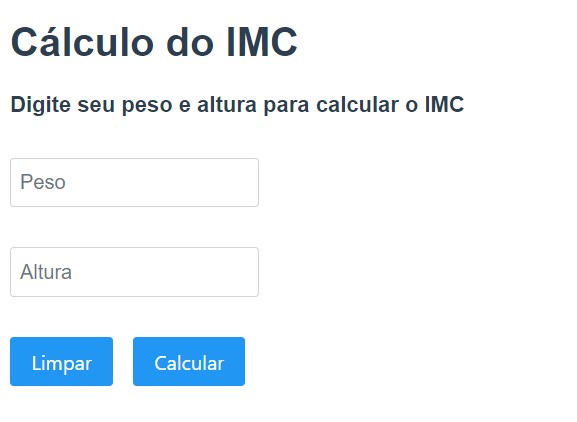 Cálculo do IMC
Digite seu peso e altura para calcular o IMC
Peso
Altura
Limpar Calcular